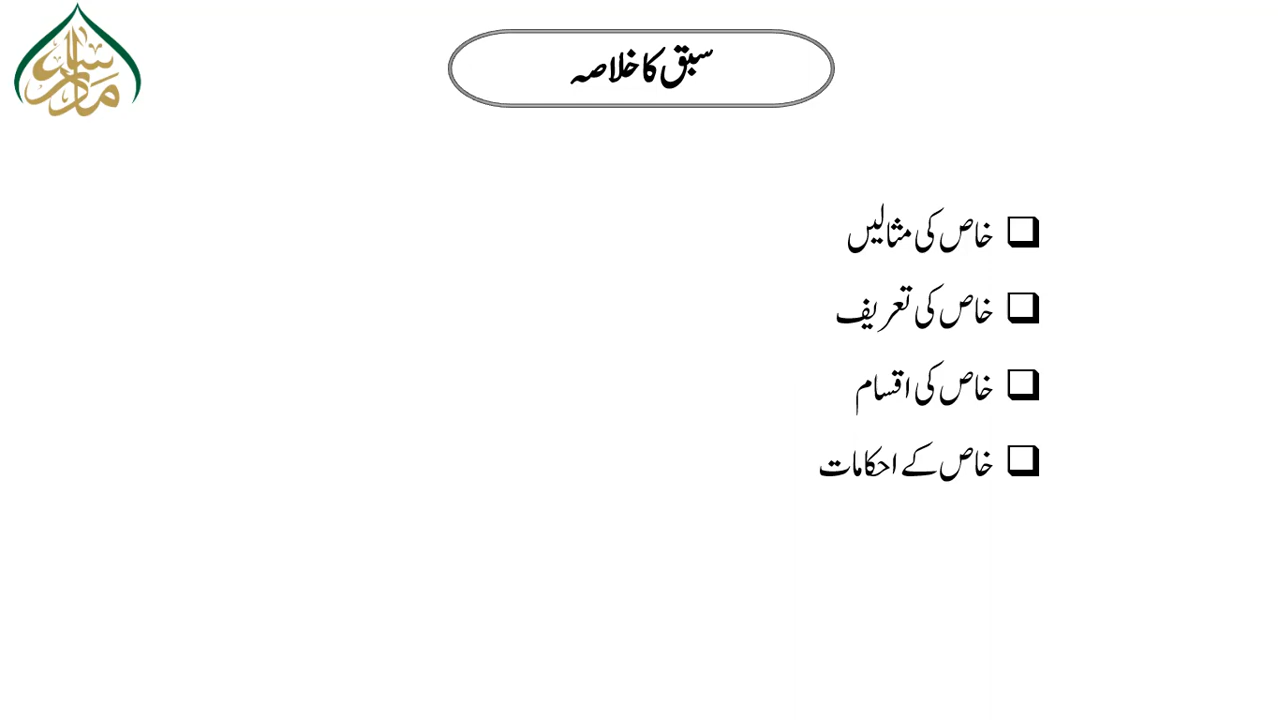 سبق کا خلاصہ
خاص کی مثالیں
خاص کی تعریف
خاص کی اقسام
خاص کے احکامات